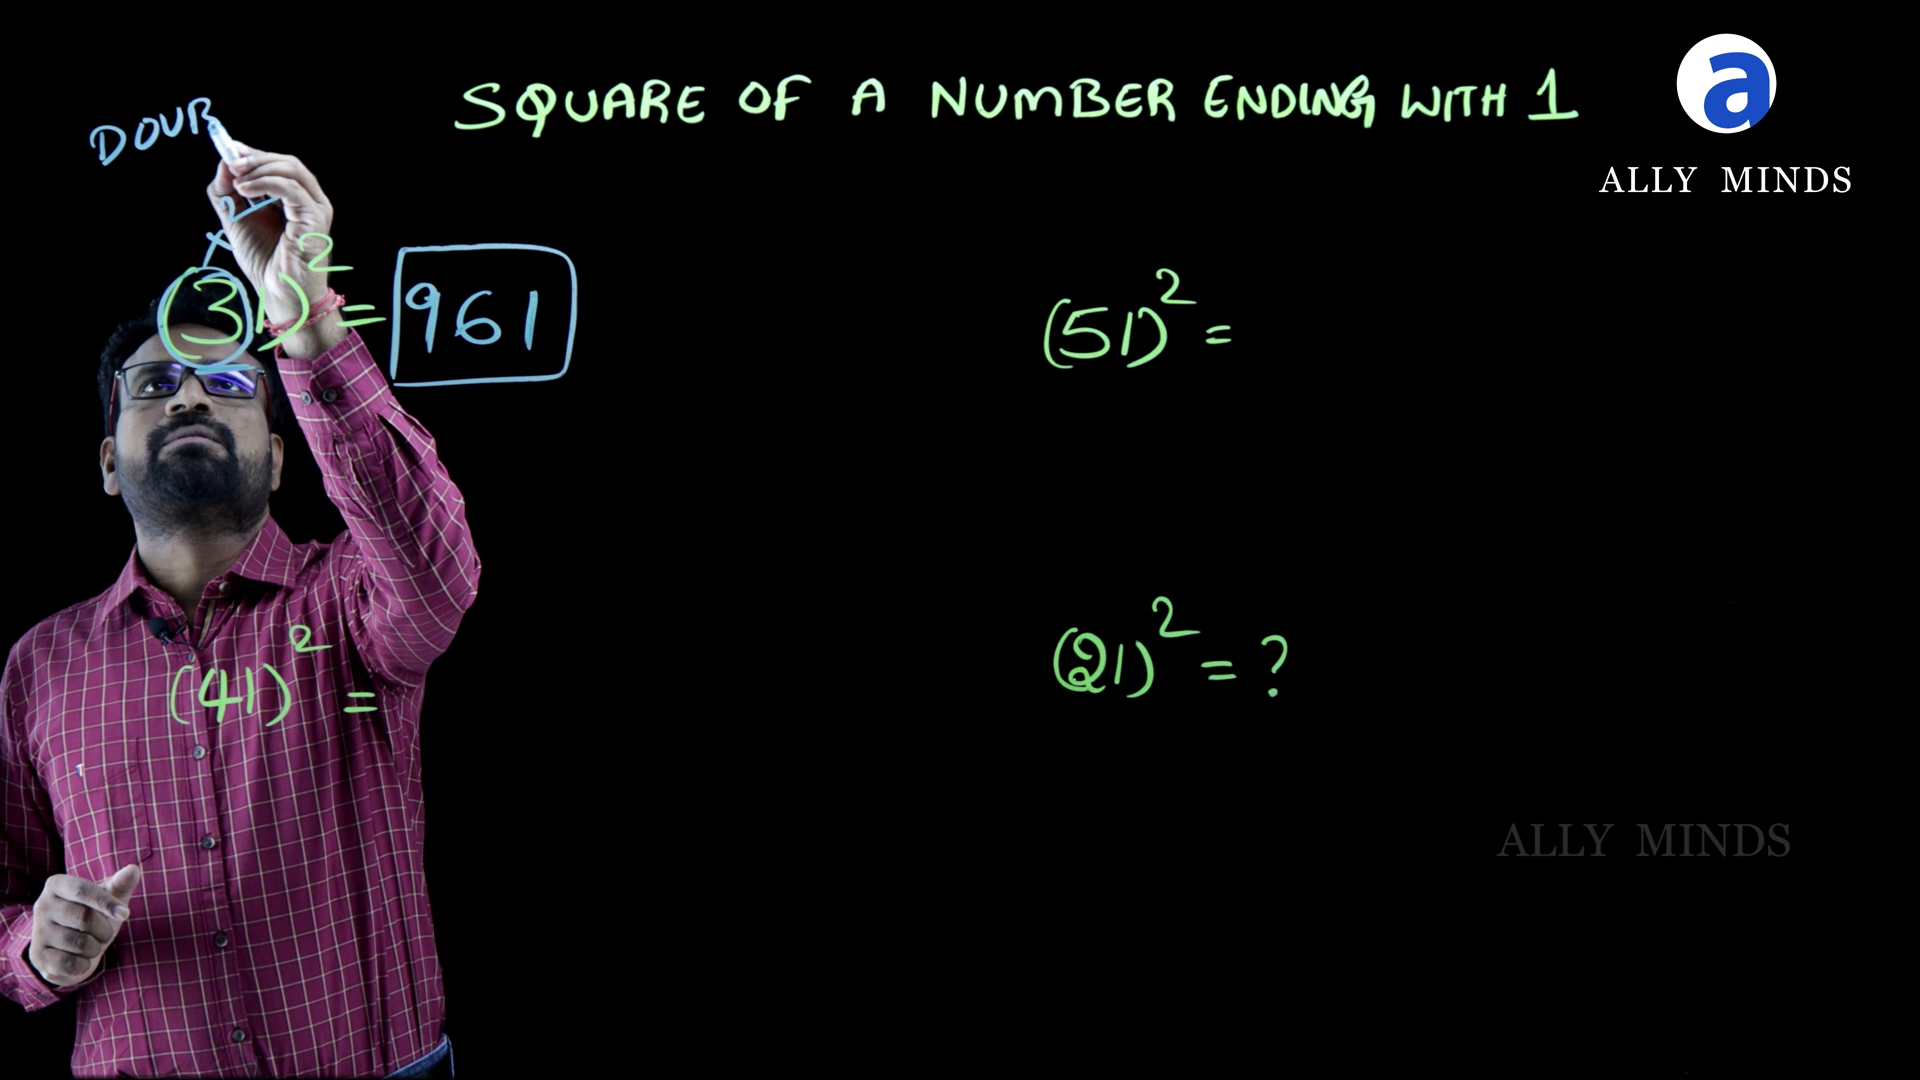 SQUARE OF A NUMBER ENDING WITH 1
a
ALLY MINDS
DOUB
×2
(31)² = 961
(51)² =
(41)² =
(21)² = ?
ALLY MINDS